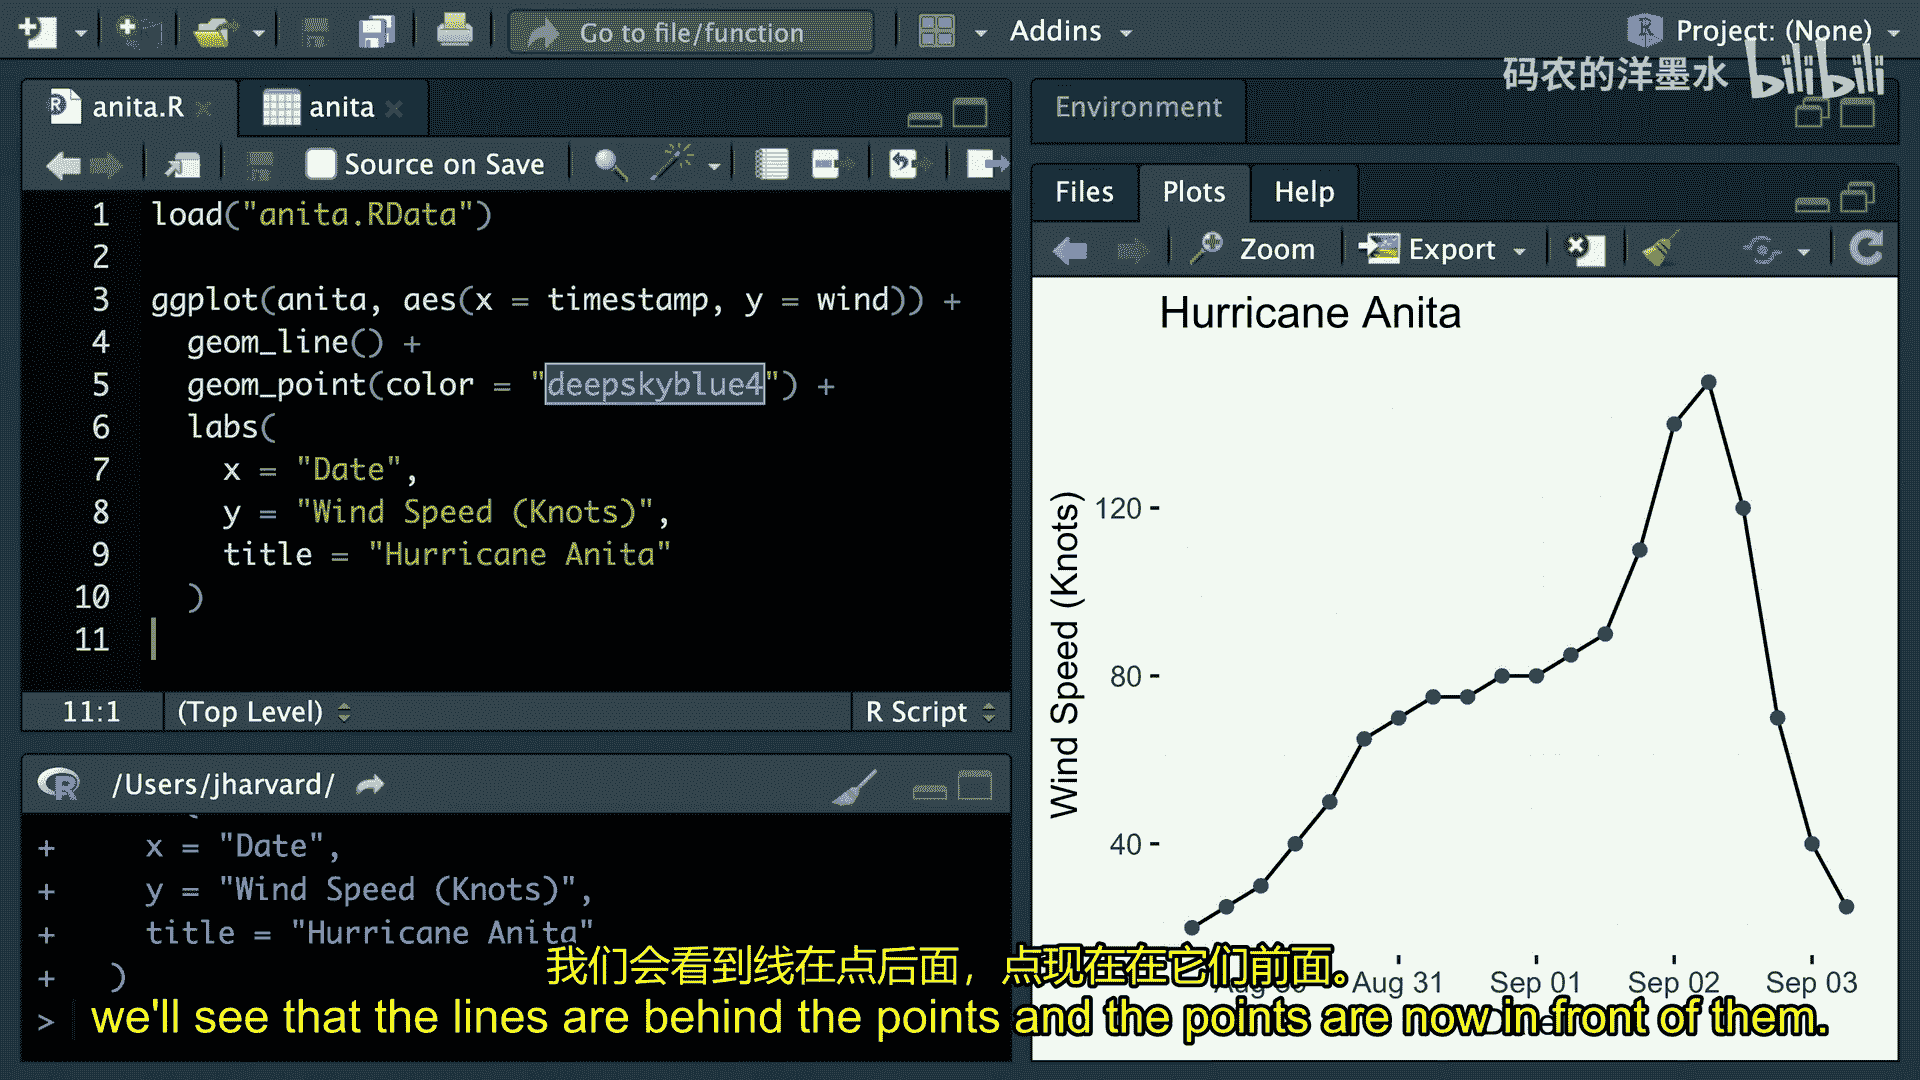 Go to file/function
Addins
Project: (None)
码农的洋墨水 bilibili
anita.R
anita
Source on Save
1 load("anita.RData")
2
3 ggplot(anita, aes(x = timestamp, y = wind)) +
4 geom_line() +
5 geom_point(color = "deepskyblue4") +
6 labs(
7 x = "Date",
8 y = "Wind Speed (Knots)",
9 title = "Hurricane Anita"
10 )
11
11:1 (Top Level) R Script
/Users/jharvard/
+ x = "Date",
+ y = "Wind Speed (Knots)",
+ title = "Hurricane Anita"
+ )
>
Environment
Files Plots Help
Zoom Export
Hurricane Anita
Wind Speed (Knots)
120
80
40
Aug 31 Sep 01 Sep 02 Sep 03
我们会看到线在点后面，点现在在它们前面。
we'll see that the lines are behind the points and the points are now in front of them.